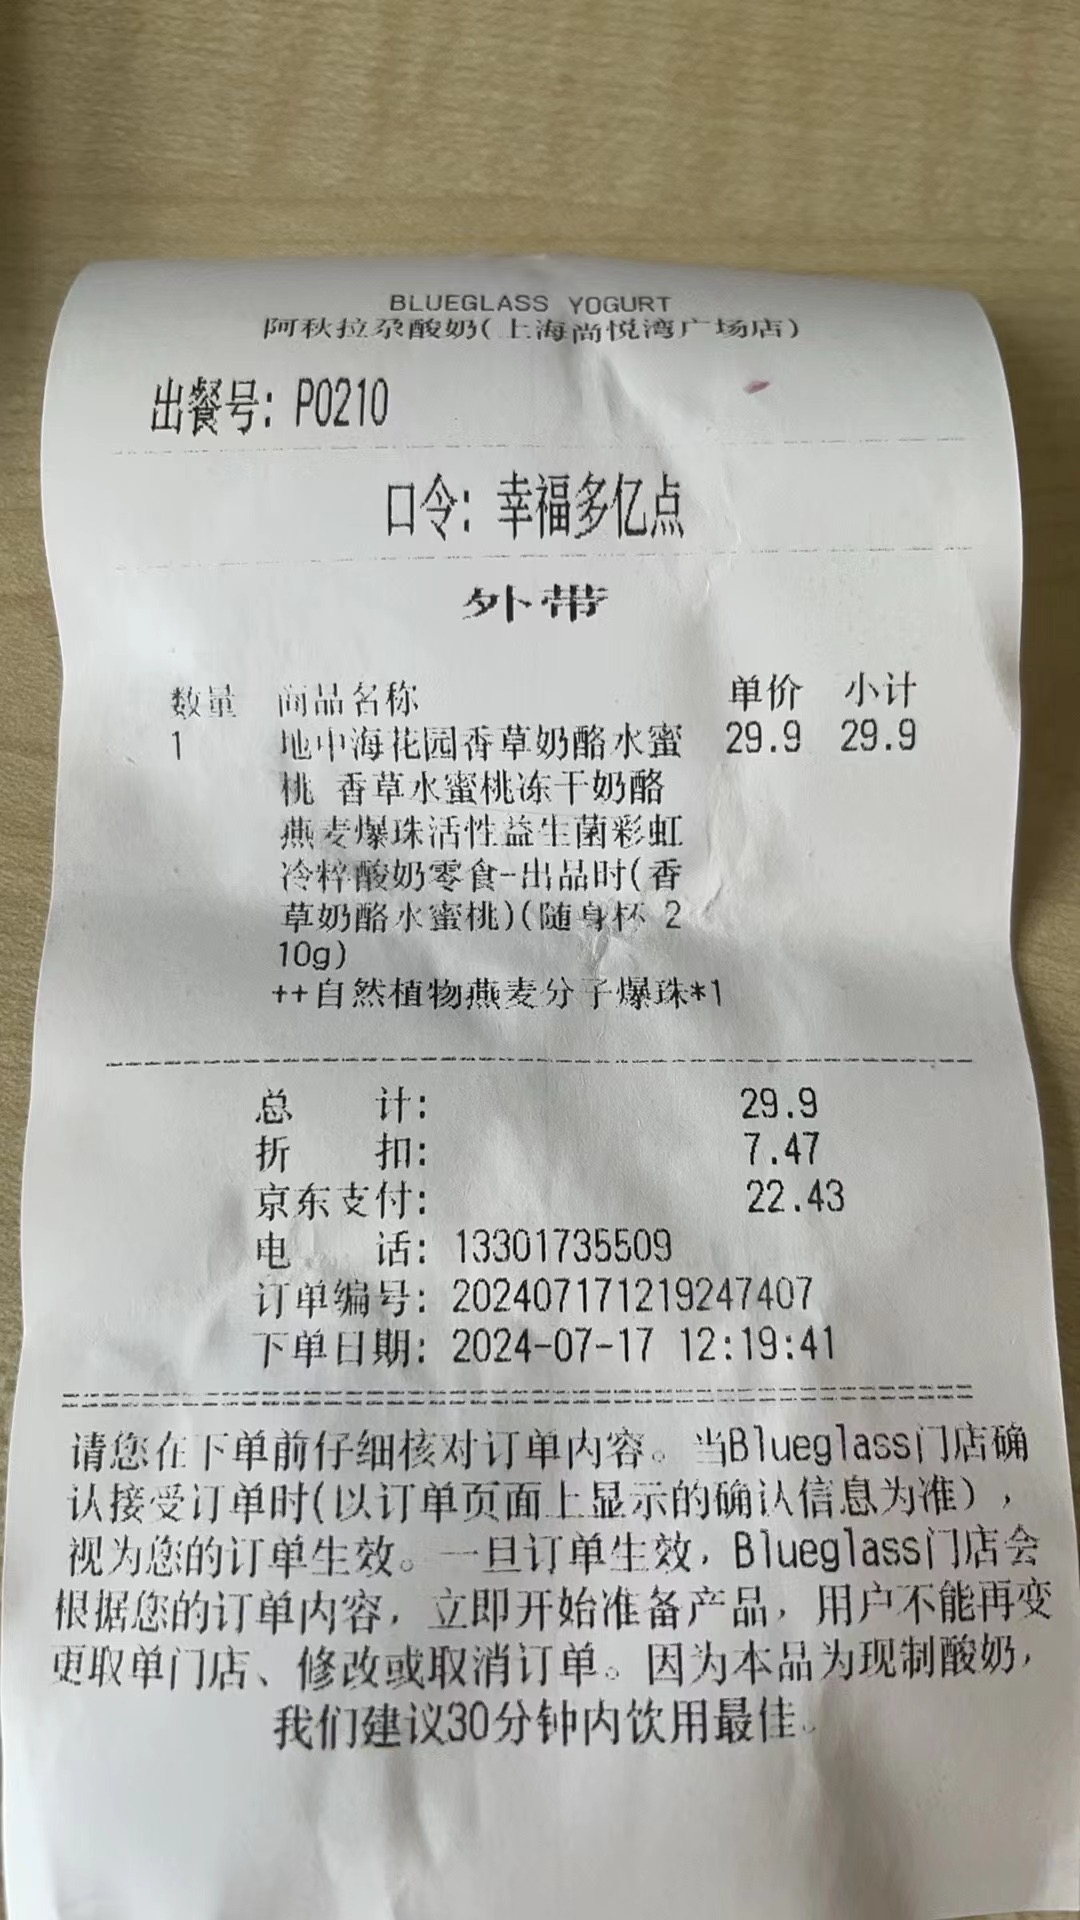 BLUEGLASS YOGURT
阿秋拉尕酸奶(上海尚悦湾广场店)
出餐号: P0210
口令: 幸福多亿点
外带
数量 商品名称 单价 小计
1 地中海花园香草奶酪水蜜 29.9 29.9
桃 香草水蜜桃冻干奶酪
燕麦爆珠活性益生菌彩虹
冷粹酸奶零食-出品时(香
草奶酪水蜜桃)(随身杯 2
10g)
++自然植物燕麦分子爆珠*1
总 计: 29.9
折 扣: 7.47
京东支付: 22.43
电 话: 13301735509
订单编号: 202407171219247407
下单日期: 2024-07-17 12:19:41
请您在下单前仔细核对订单内容。当Blueglass门店确
认接受订单时(以订单页面上显示的确认信息为准),
视为您的订单生效。一旦订单生效，Blueglass门店会
根据您的订单内容，立即开始准备产品，用户不能再变
更取单门店、修改或取消订单。因为本品为现制酸奶，
我们建议30分钟内饮用最佳。